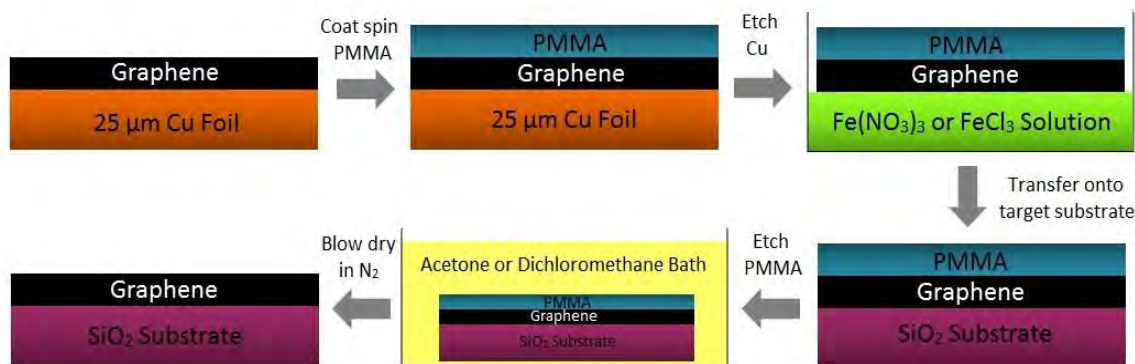 Graphene
25 µm Cu Foil
Coat spin
PMMA
PMMA
Graphene
25 µm Cu Foil
Etch
Cu
PMMA
Graphene
Fe(NO₃)₃ or FeCl₃ Solution
Transfer onto
target substrate
PMMA
Graphene
SiO₂ Substrate
Etch
PMMA
Acetone or Dichloromethane Bath
PMMA
Graphene
SiO₂ Substrate
Blow dry
in N₂
Graphene
SiO₂ Substrate